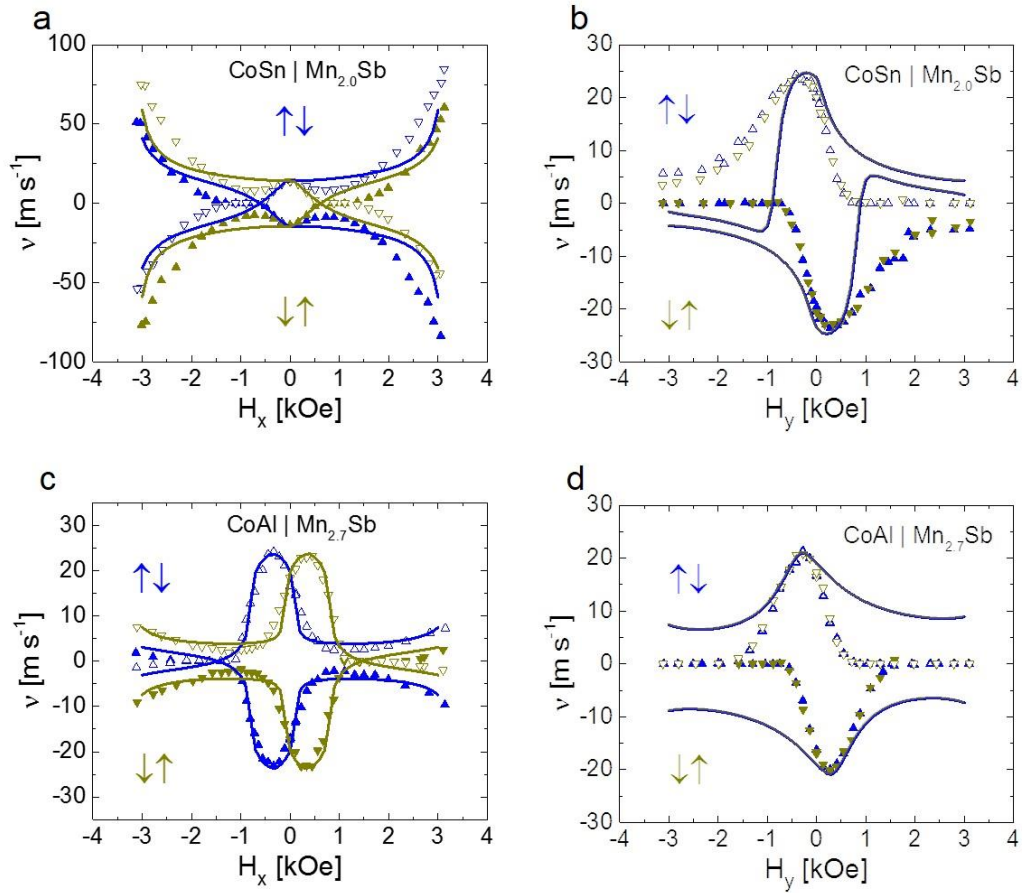 a
100
50
0
-50
-100
ν [m s⁻¹]
CoSn | Mn₂.₀Sb
↑↓
↓↑
-4 -3 -2 -1 0 1 2 3 4
Hₓ [kOe]
b
30
20
10
0
-10
-20
-30
ν [m s⁻¹]
CoSn | Mn₂.₀Sb
↑↓
↓↑
-4 -3 -2 -1 0 1 2 3 4
H_y [kOe]
c
30
20
10
0
-10
-20
-30
ν [m s⁻¹]
CoAl | Mn₂.₇Sb
↑↓
↓↑
-4 -3 -2 -1 0 1 2 3 4
Hₓ [kOe]
d
30
20
10
0
-10
-20
-30
ν [m s⁻¹]
CoAl | Mn₂.₇Sb
↑↓
↓↑
-4 -3 -2 -1 0 1 2 3 4
H_y [kOe]